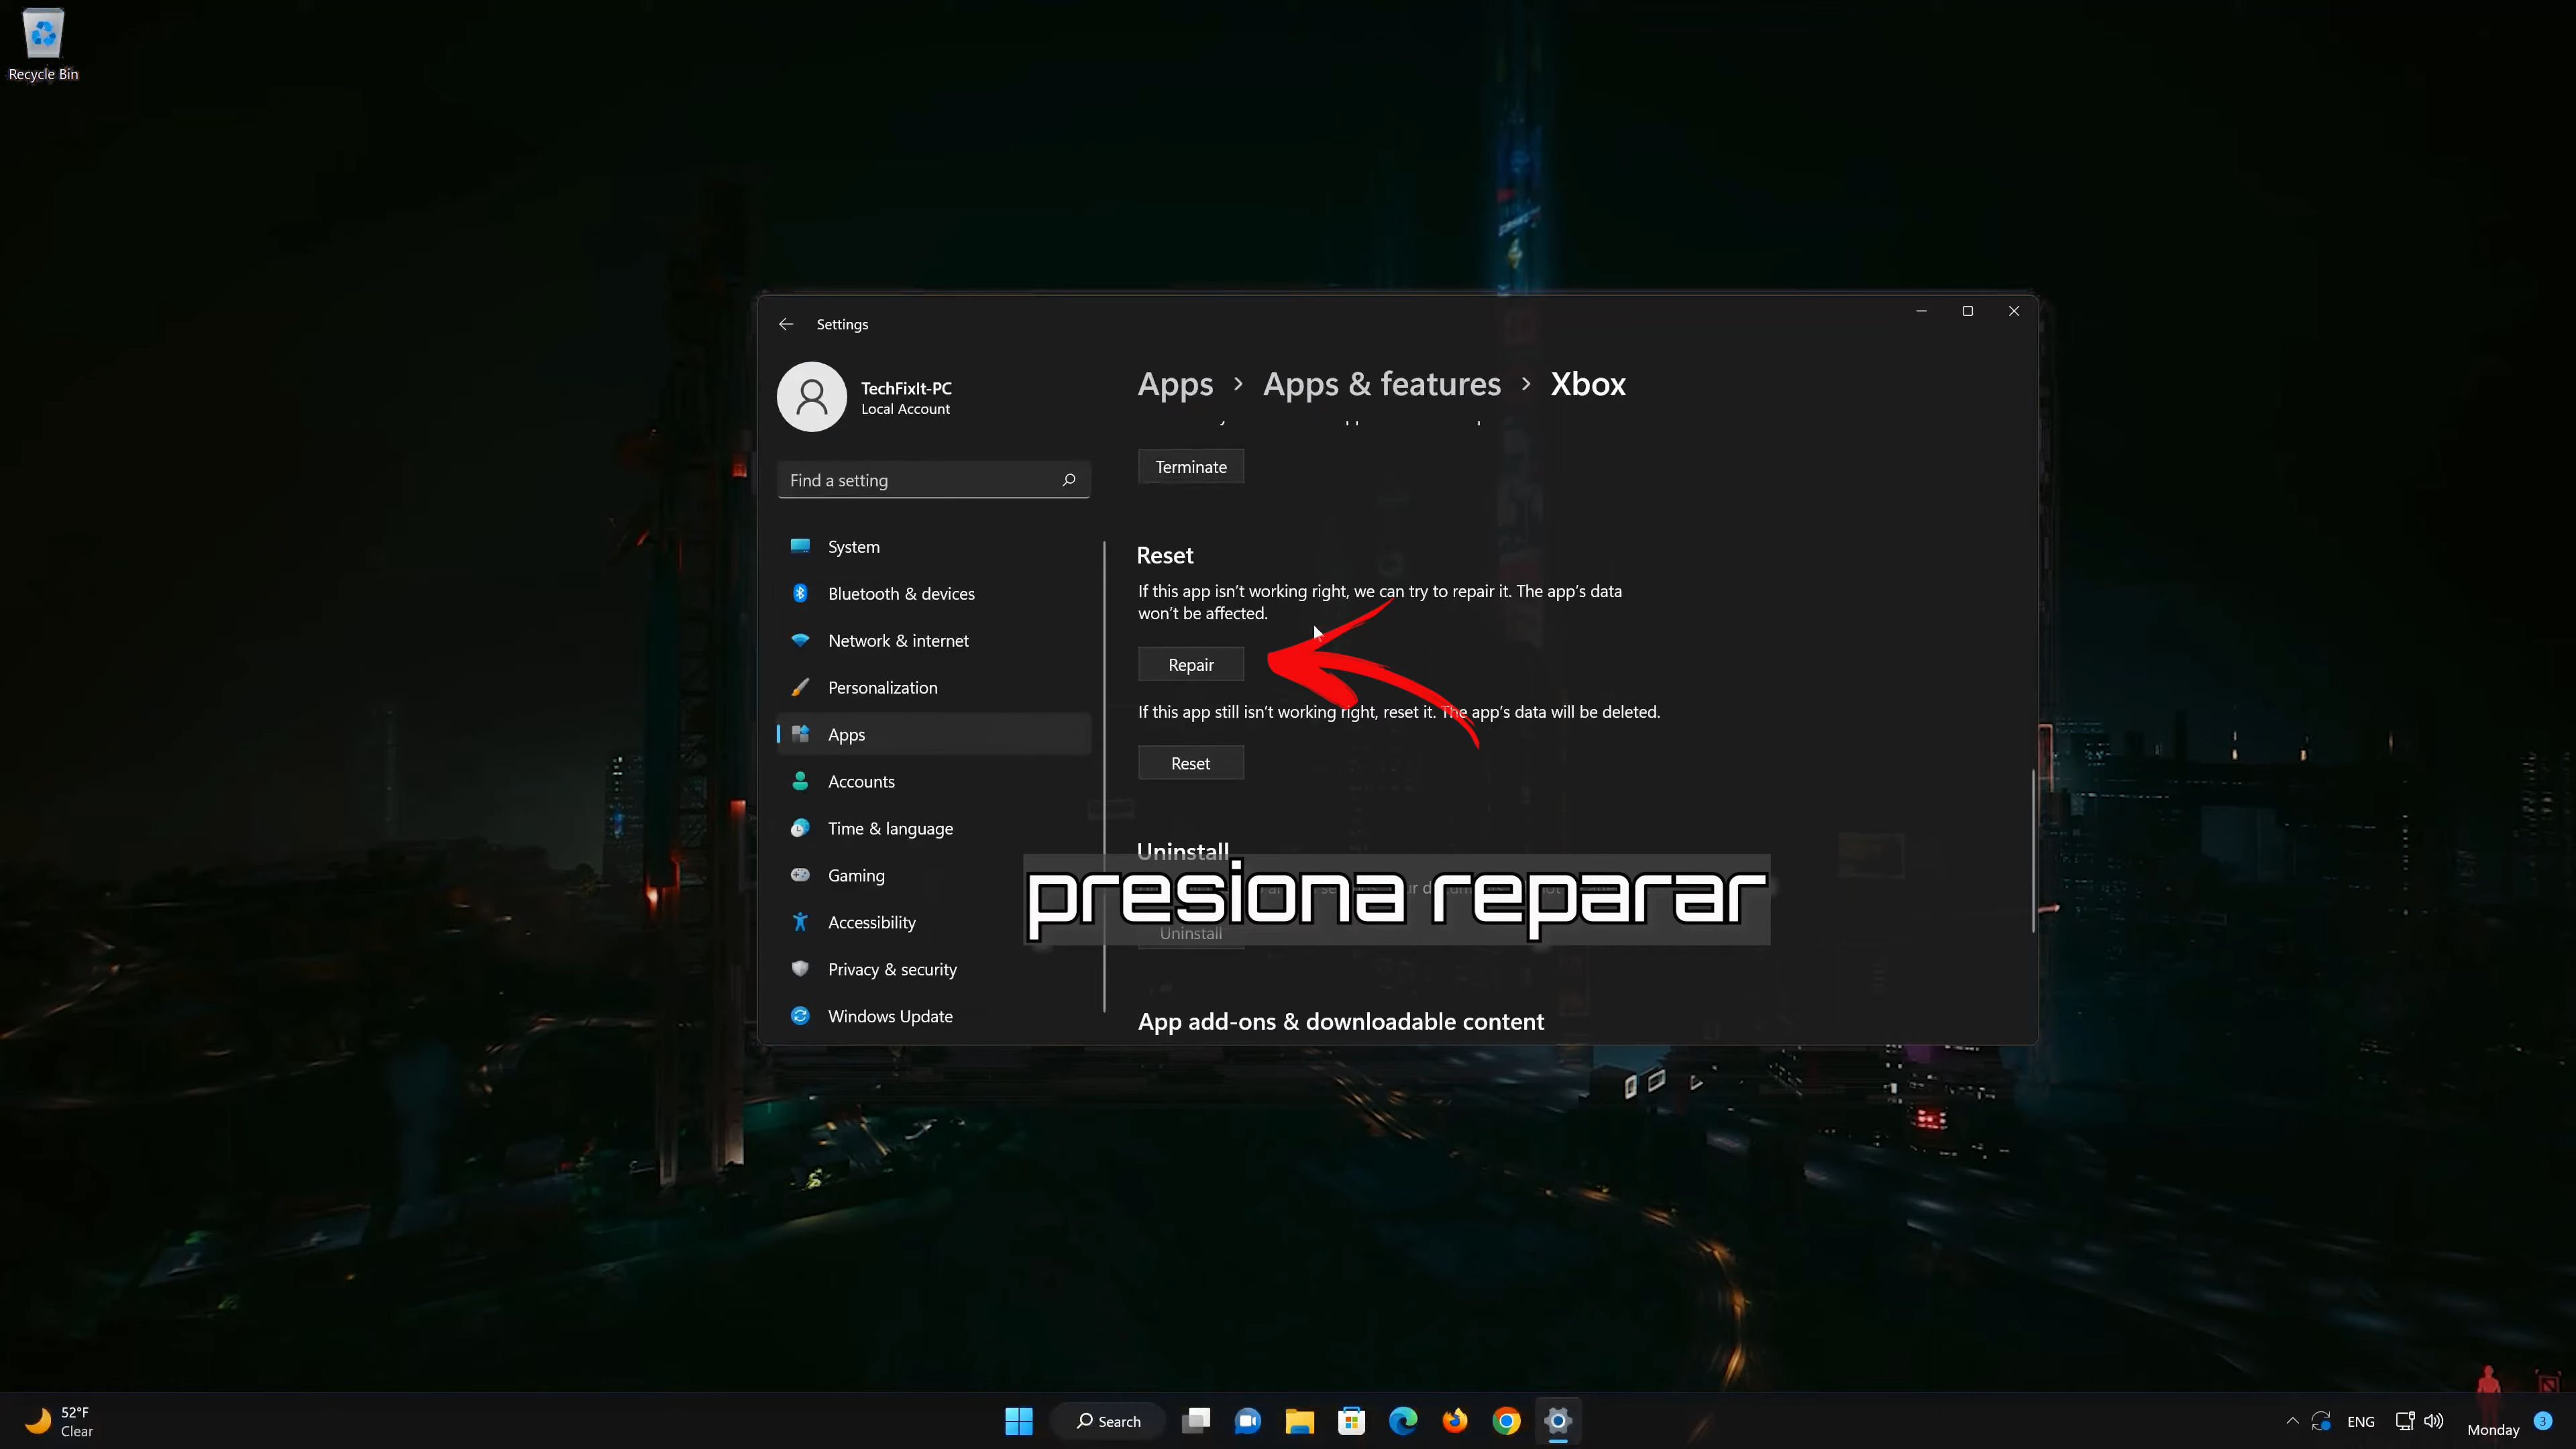 Recycle Bin
Settings
TechFixIt-PC
Local Account
Find a setting
System
Bluetooth & devices
Network & internet
Personalization
Apps
Accounts
Time & language
Gaming
Accessibility
Privacy & security
Windows Update
Apps > Apps & features > Xbox
Terminate
Reset
If this app isn't working right, we can try to repair it. The app's data
won't be affected.
Repair
If this app still isn't working right, reset it. The app's data will be deleted.
Reset
Uninstall
presiona reparar
Uninstall
App add-ons & downloadable content
52°F
Clear
Search
ENG
Monday
3